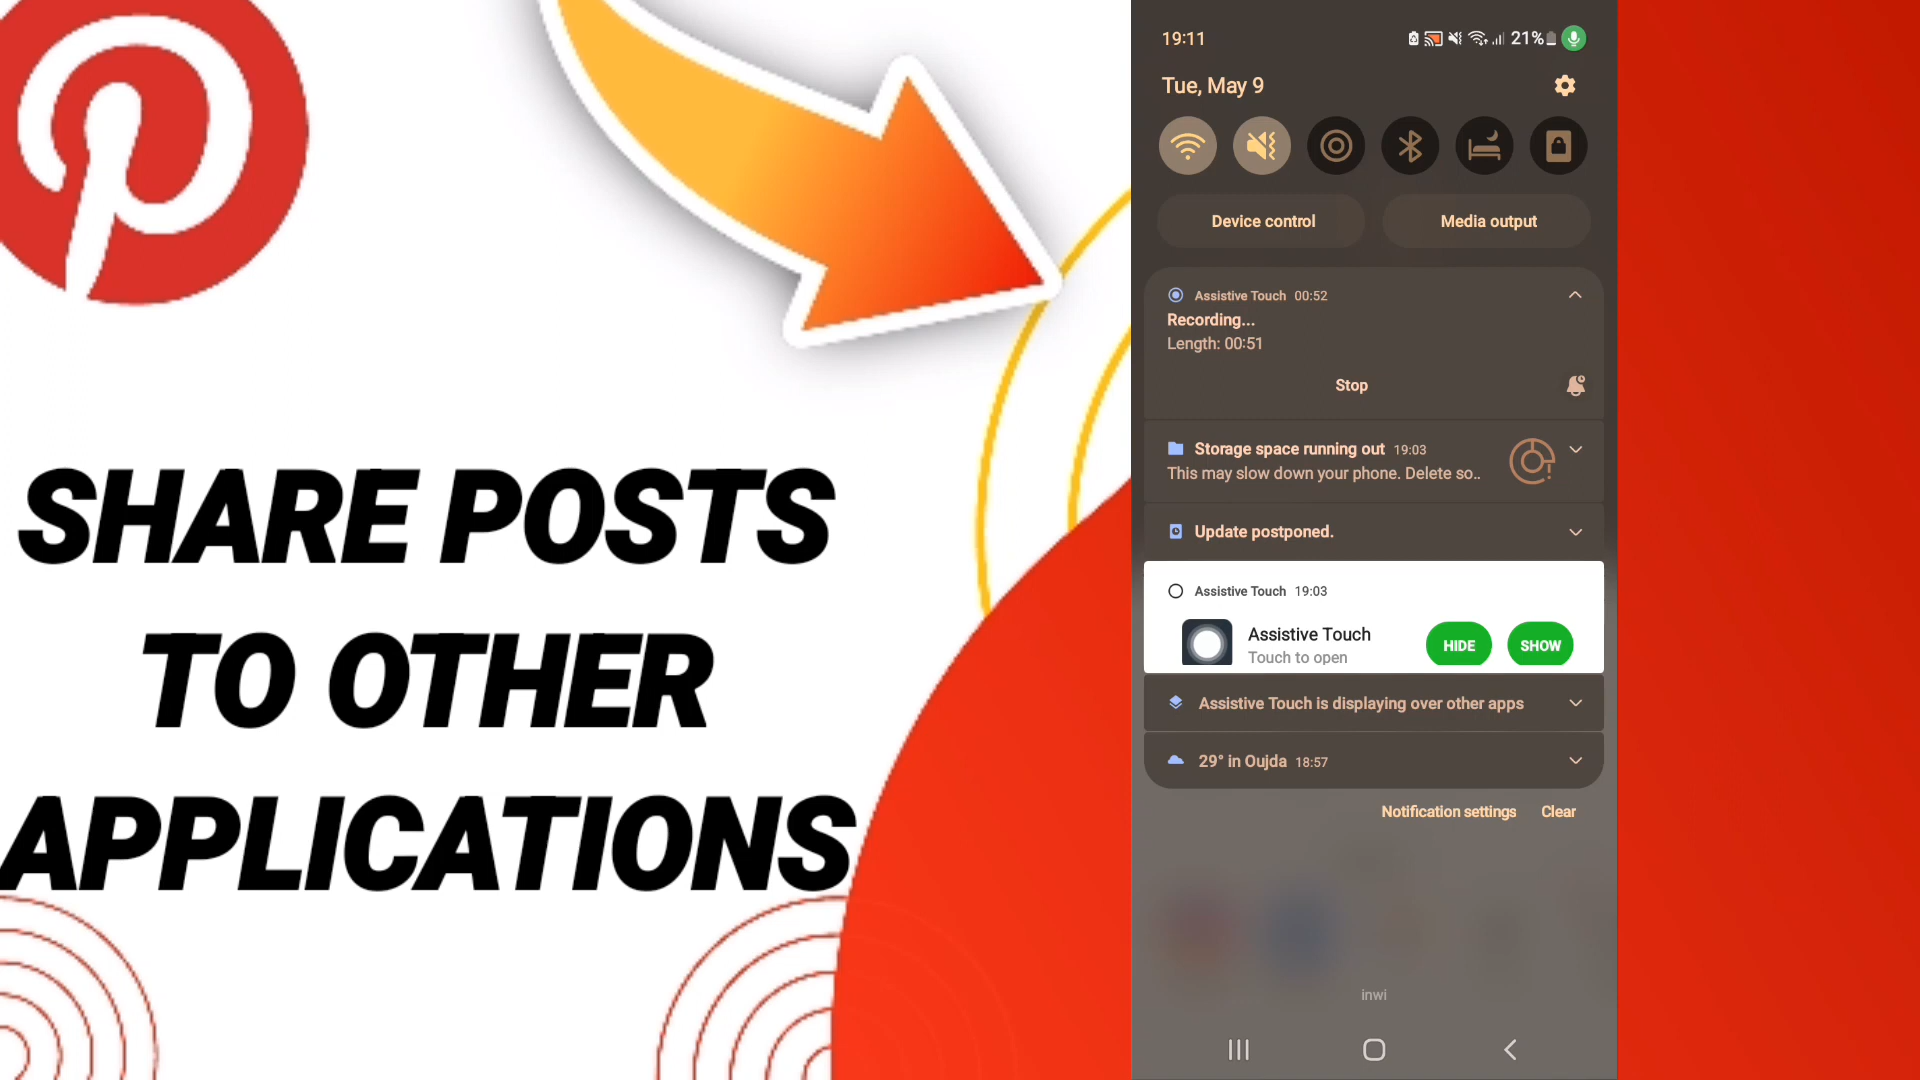 SHARE POSTS
TO OTHER
APPLICATIONS
19:11
21%
Tue, May 9
Device control
Media output
Assistive Touch 00:52
Recording...
Length: 00:51
Stop
Storage space running out 19:03
This may slow down your phone. Delete so..
Update postponed.
Assistive Touch 19:03
Assistive Touch
Touch to open
HIDE
SHOW
Assistive Touch is displaying over other apps
29° in Oujda 18:57
Notification settings
Clear
inwi